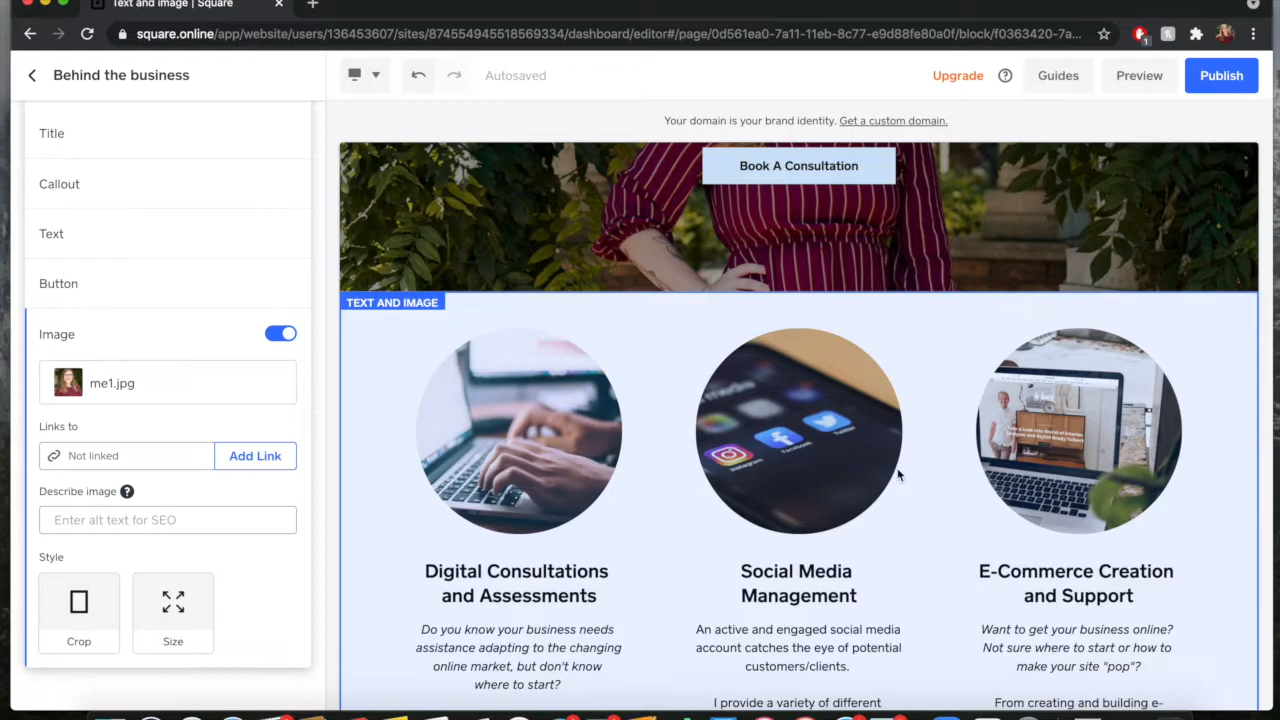 Text and image | Square
square.online/app/website/users/136453607/sites/874554945518569334/dashboard/editor#/page/0d561ea0-7a11-11eb-8c77-e9d88fe80a0f/block/f0363420-7a...
1
Behind the business
Autosaved
Upgrade
Guides
Preview
Publish
Your domain is your brand identity. Get a custom domain.
Title
Callout
Text
Button
Image
me1.jpg
Links to
Not linked
Add Link
Describe image ?
Enter alt text for SEO
Style
Crop
Size
Book A Consultation
TEXT AND IMAGE
Instagram
Facebook
Twitter
Digital Consultations
and Assessments
Do you know your business needs
assistance adapting to the changing
online market, but don't know
where to start?
Social Media
Management
An active and engaged social media
account catches the eye of potential
customers/clients.
I provide a variety of different
E-Commerce Creation
and Support
Want to get your business online?
Not sure where to start or how to
make your site "pop"?
From creating and building e-